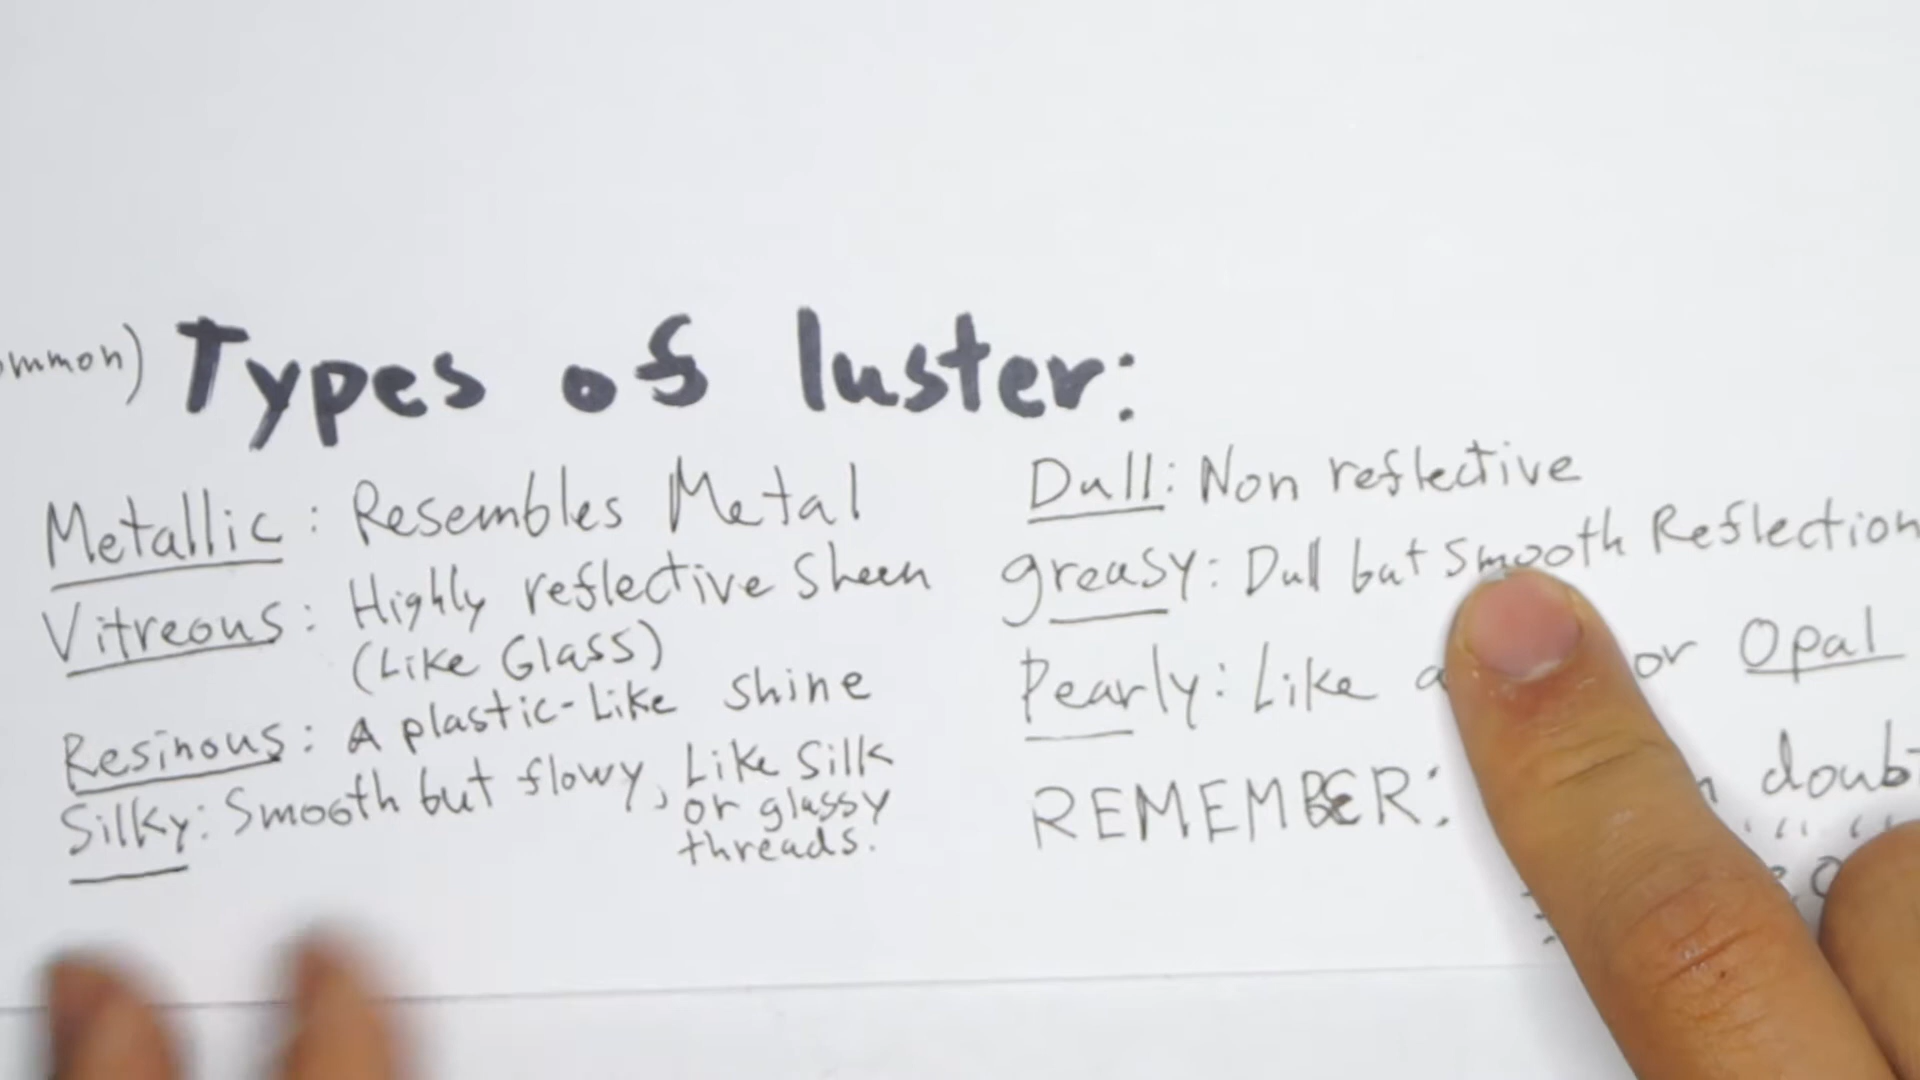 Types of luster:
Metallic: Resembles Metal
Vitreous: Highly reflective Sheen
(Like Glass)
Resinous: A plastic-Like shine
Silky: Smooth but flowy, Like Silk
or glassy
threads.
Dull: Non reflective
greasy: Dull but Smooth Reflection
Pearly: Like a or Opal
REMEMBER: doubt